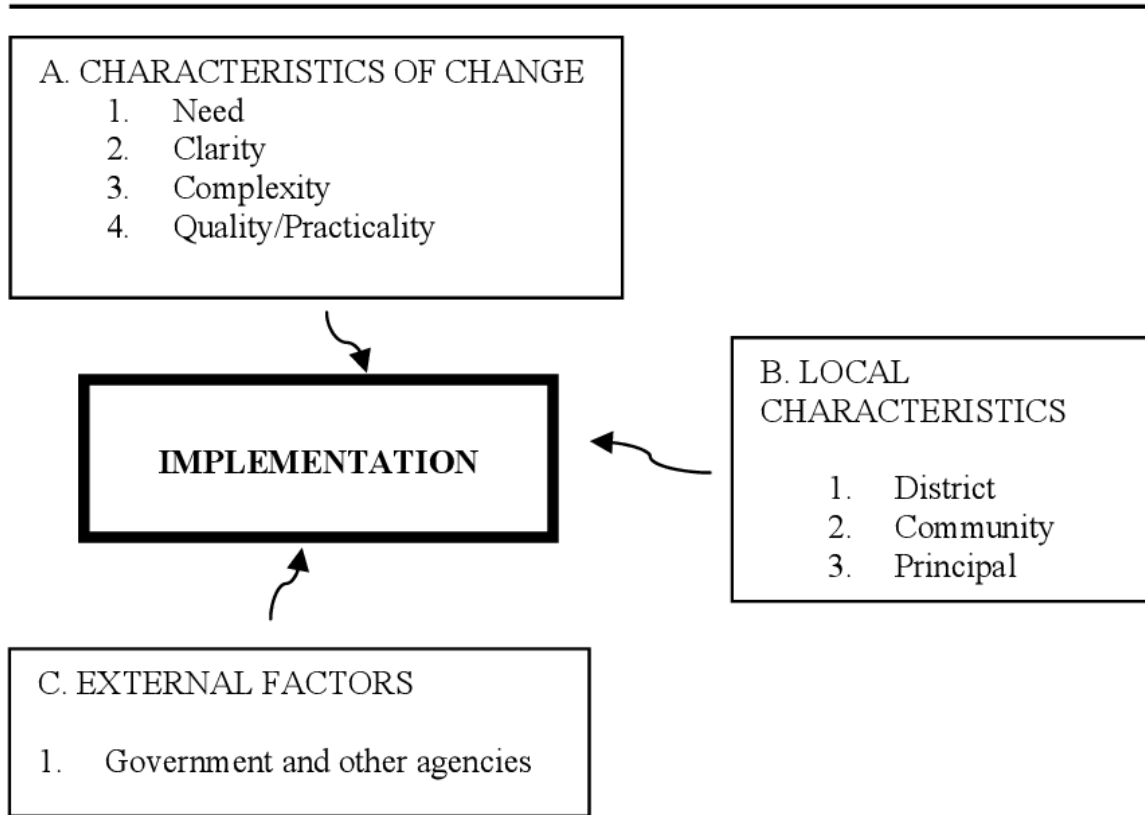 A. CHARACTERISTICS OF CHANGE
1. Need
2. Clarity
3. Complexity
4. Quality/Practicality
IMPLEMENTATION
B. LOCAL
CHARACTERISTICS
1. District
2. Community
3. Principal
C. EXTERNAL FACTORS
1. Government and other agencies